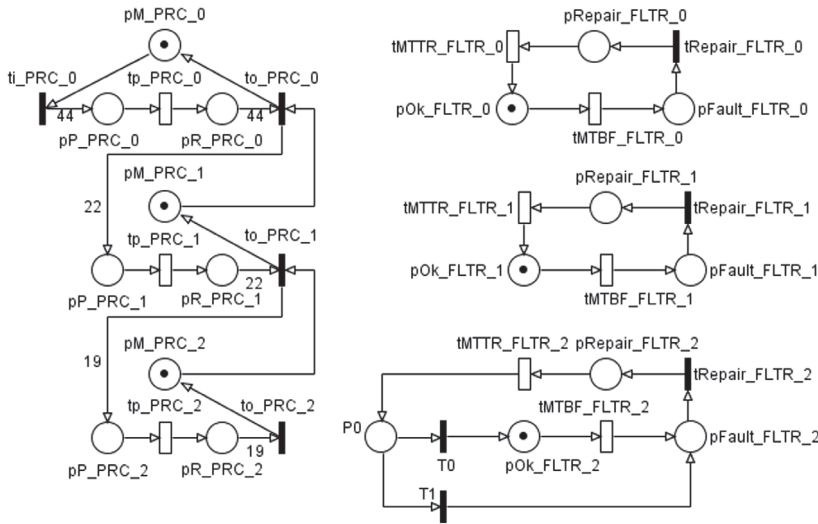 pM_PRC_0
ti_PRC_0
tp_PRC_0
to_PRC_0
44
44
pP_PRC_0
pR_PRC_0
pM_PRC_1
22
tp_PRC_1
to_PRC_1
22
pP_PRC_1
pR_PRC_1
pM_PRC_2
19
tp_PRC_2
to_PRC_2
19
pP_PRC_2
pR_PRC_2
pRepair_FLTR_0
tMTTR_FLTR_0
tRepair_FLTR_0
pOk_FLTR_0
pFault_FLTR_0
tMTBF_FLTR_0
pRepair_FLTR_1
tMTTR_FLTR_1
tRepair_FLTR_1
pOk_FLTR_1
pFault_FLTR_1
tMTBF_FLTR_1
tMTTR_FLTR_2
pRepair_FLTR_2
tRepair_FLTR_2
tMTBF_FLTR_2
P0
pFault_FLTR_2
T0
pOk_FLTR_2
T1